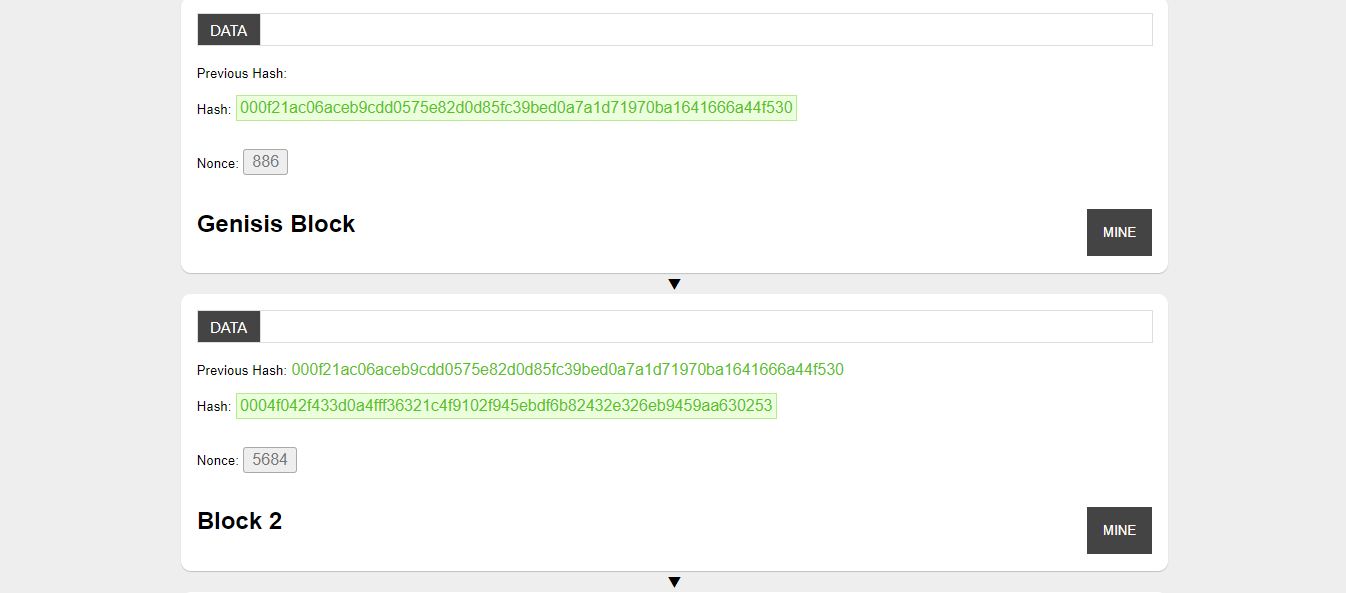 DATA
Previous Hash:
Hash: 000f21ac06aceb9cdd0575e82d0d85fc39bed0a7a1d71970ba1641666a44f530
Nonce: 886
Genisis Block
MINE
DATA
Previous Hash: 000f21ac06aceb9cdd0575e82d0d85fc39bed0a7a1d71970ba1641666a44f530
Hash: 0004f042f433d0a4fff36321c4f9102f945ebdf6b82432e326eb9459aa630253
Nonce: 5684
Block 2
MINE